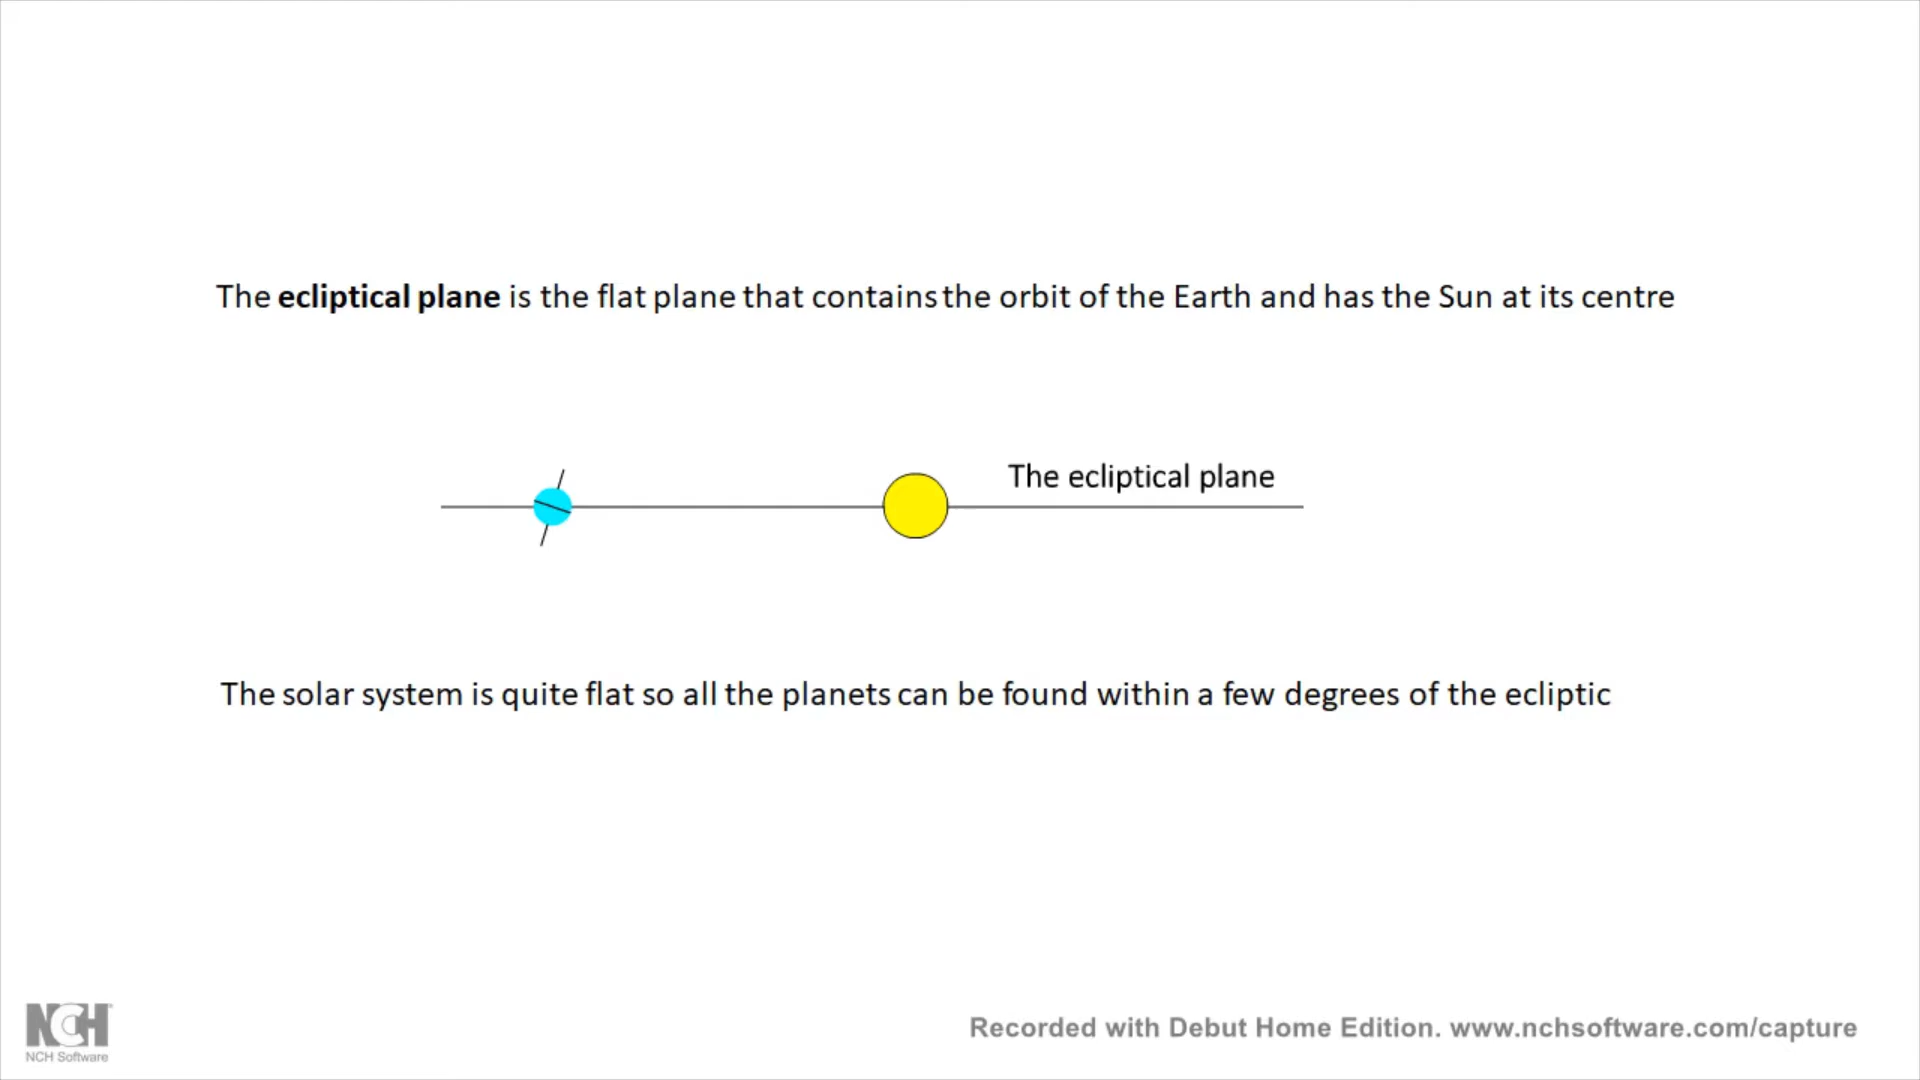 The ecliptical plane is the flat plane that contains the orbit of the Earth and has the Sun at its centre
The ecliptical plane
The solar system is quite flat so all the planets can be found within a few degrees of the ecliptic
NCH
NCH Software
Recorded with Debut Home Edition. www.nchsoftware.com/capture